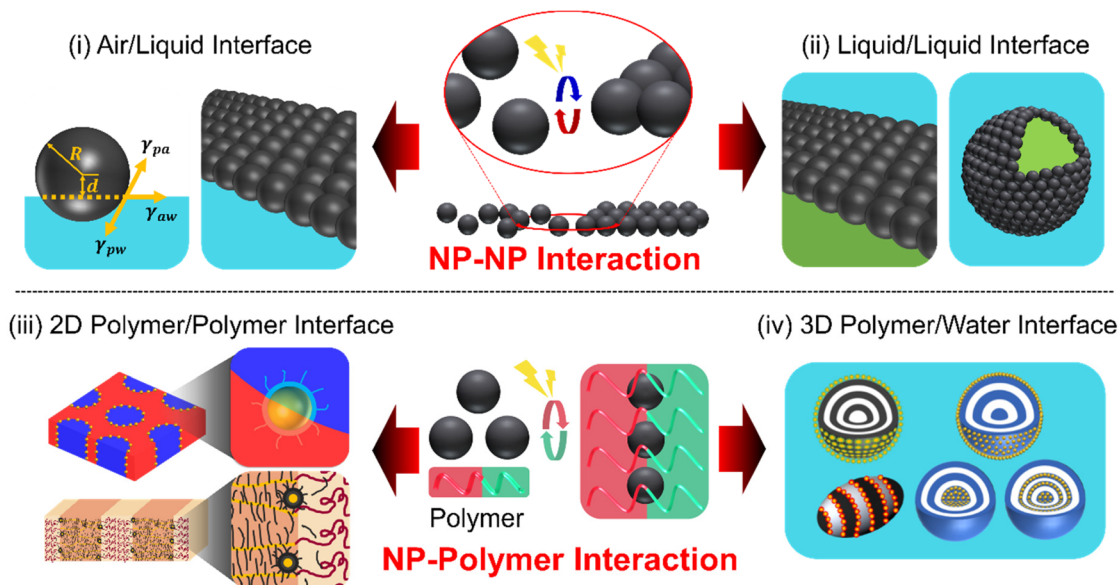 (i) Air/Liquid Interface
(ii) Liquid/Liquid Interface
R
d
γpa
γaw
γpw
NP-NP Interaction
(iii) 2D Polymer/Polymer Interface
(iv) 3D Polymer/Water Interface
Polymer
NP-Polymer Interaction